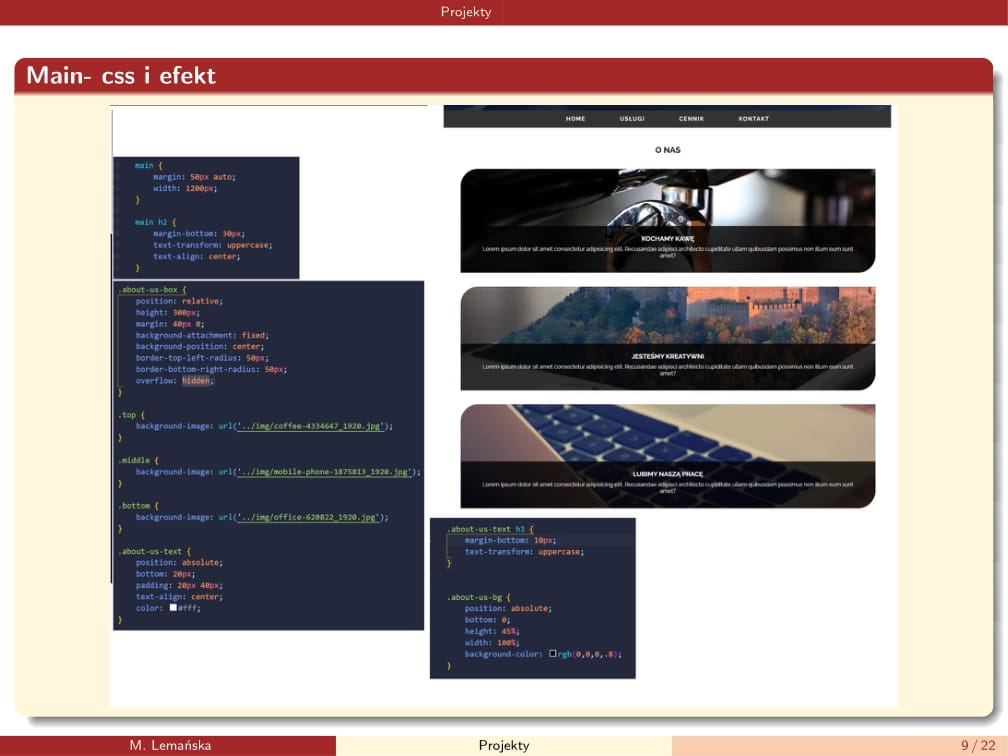 Projekty
Main- css i efekt
main {
margin: 50px auto;
width: 1200px;
}
main h2 {
margin-bottom: 30px;
text-transform: uppercase;
text-align: center;
}
.about-us-box {
position: relative;
height: 300px;
margin: 40px 0;
background-attachment: fixed;
background-position: center;
border-top-left-radius: 50px;
border-bottom-right-radius: 50px;
overflow: hidden;
}
.top {
background-image: url('../img/coffee-4334647_1920.jpg');
}
.middle {
background-image: url('../img/mobile-phone-1875813_1920.jpg');
}
.bottom {
background-image: url('../img/office-620822_1920.jpg');
}
.about-us-text {
position: absolute;
bottom: 20px;
padding: 20px 40px;
text-align: center;
color: #fff;
}
HOME USŁUGI CENNIK KONTAKT
O NAS
KOCHAMY KAWĘ
Lorem ipsum dolor sit amet consectetur adipisicing elit. Recusandae adipisci architecto cupiditate ullam quibusdam possimus non illum eum sunt
amet?
JESTEŚMY KREATYWNI
Lorem ipsum dolor sit amet consectetur adipisicing elit. Recusandae adipisci architecto cupiditate ullam quibusdam possimus non illum eum sunt
amet?
LUBIMY NASZĄ PRACĘ
Lorem ipsum dolor sit amet consectetur adipisicing elit. Recusandae adipisci architecto cupiditate ullam quibusdam possimus non illum eum sunt
amet?
.about-us-text h3 {
margin-bottom: 10px;
text-transform: uppercase;
}
.about-us-bg {
position: absolute;
bottom: 0;
height: 45%;
width: 100%;
background-color: rgb(0,0,0,.8);
}
M. Lemańska
Projekty
9 / 22